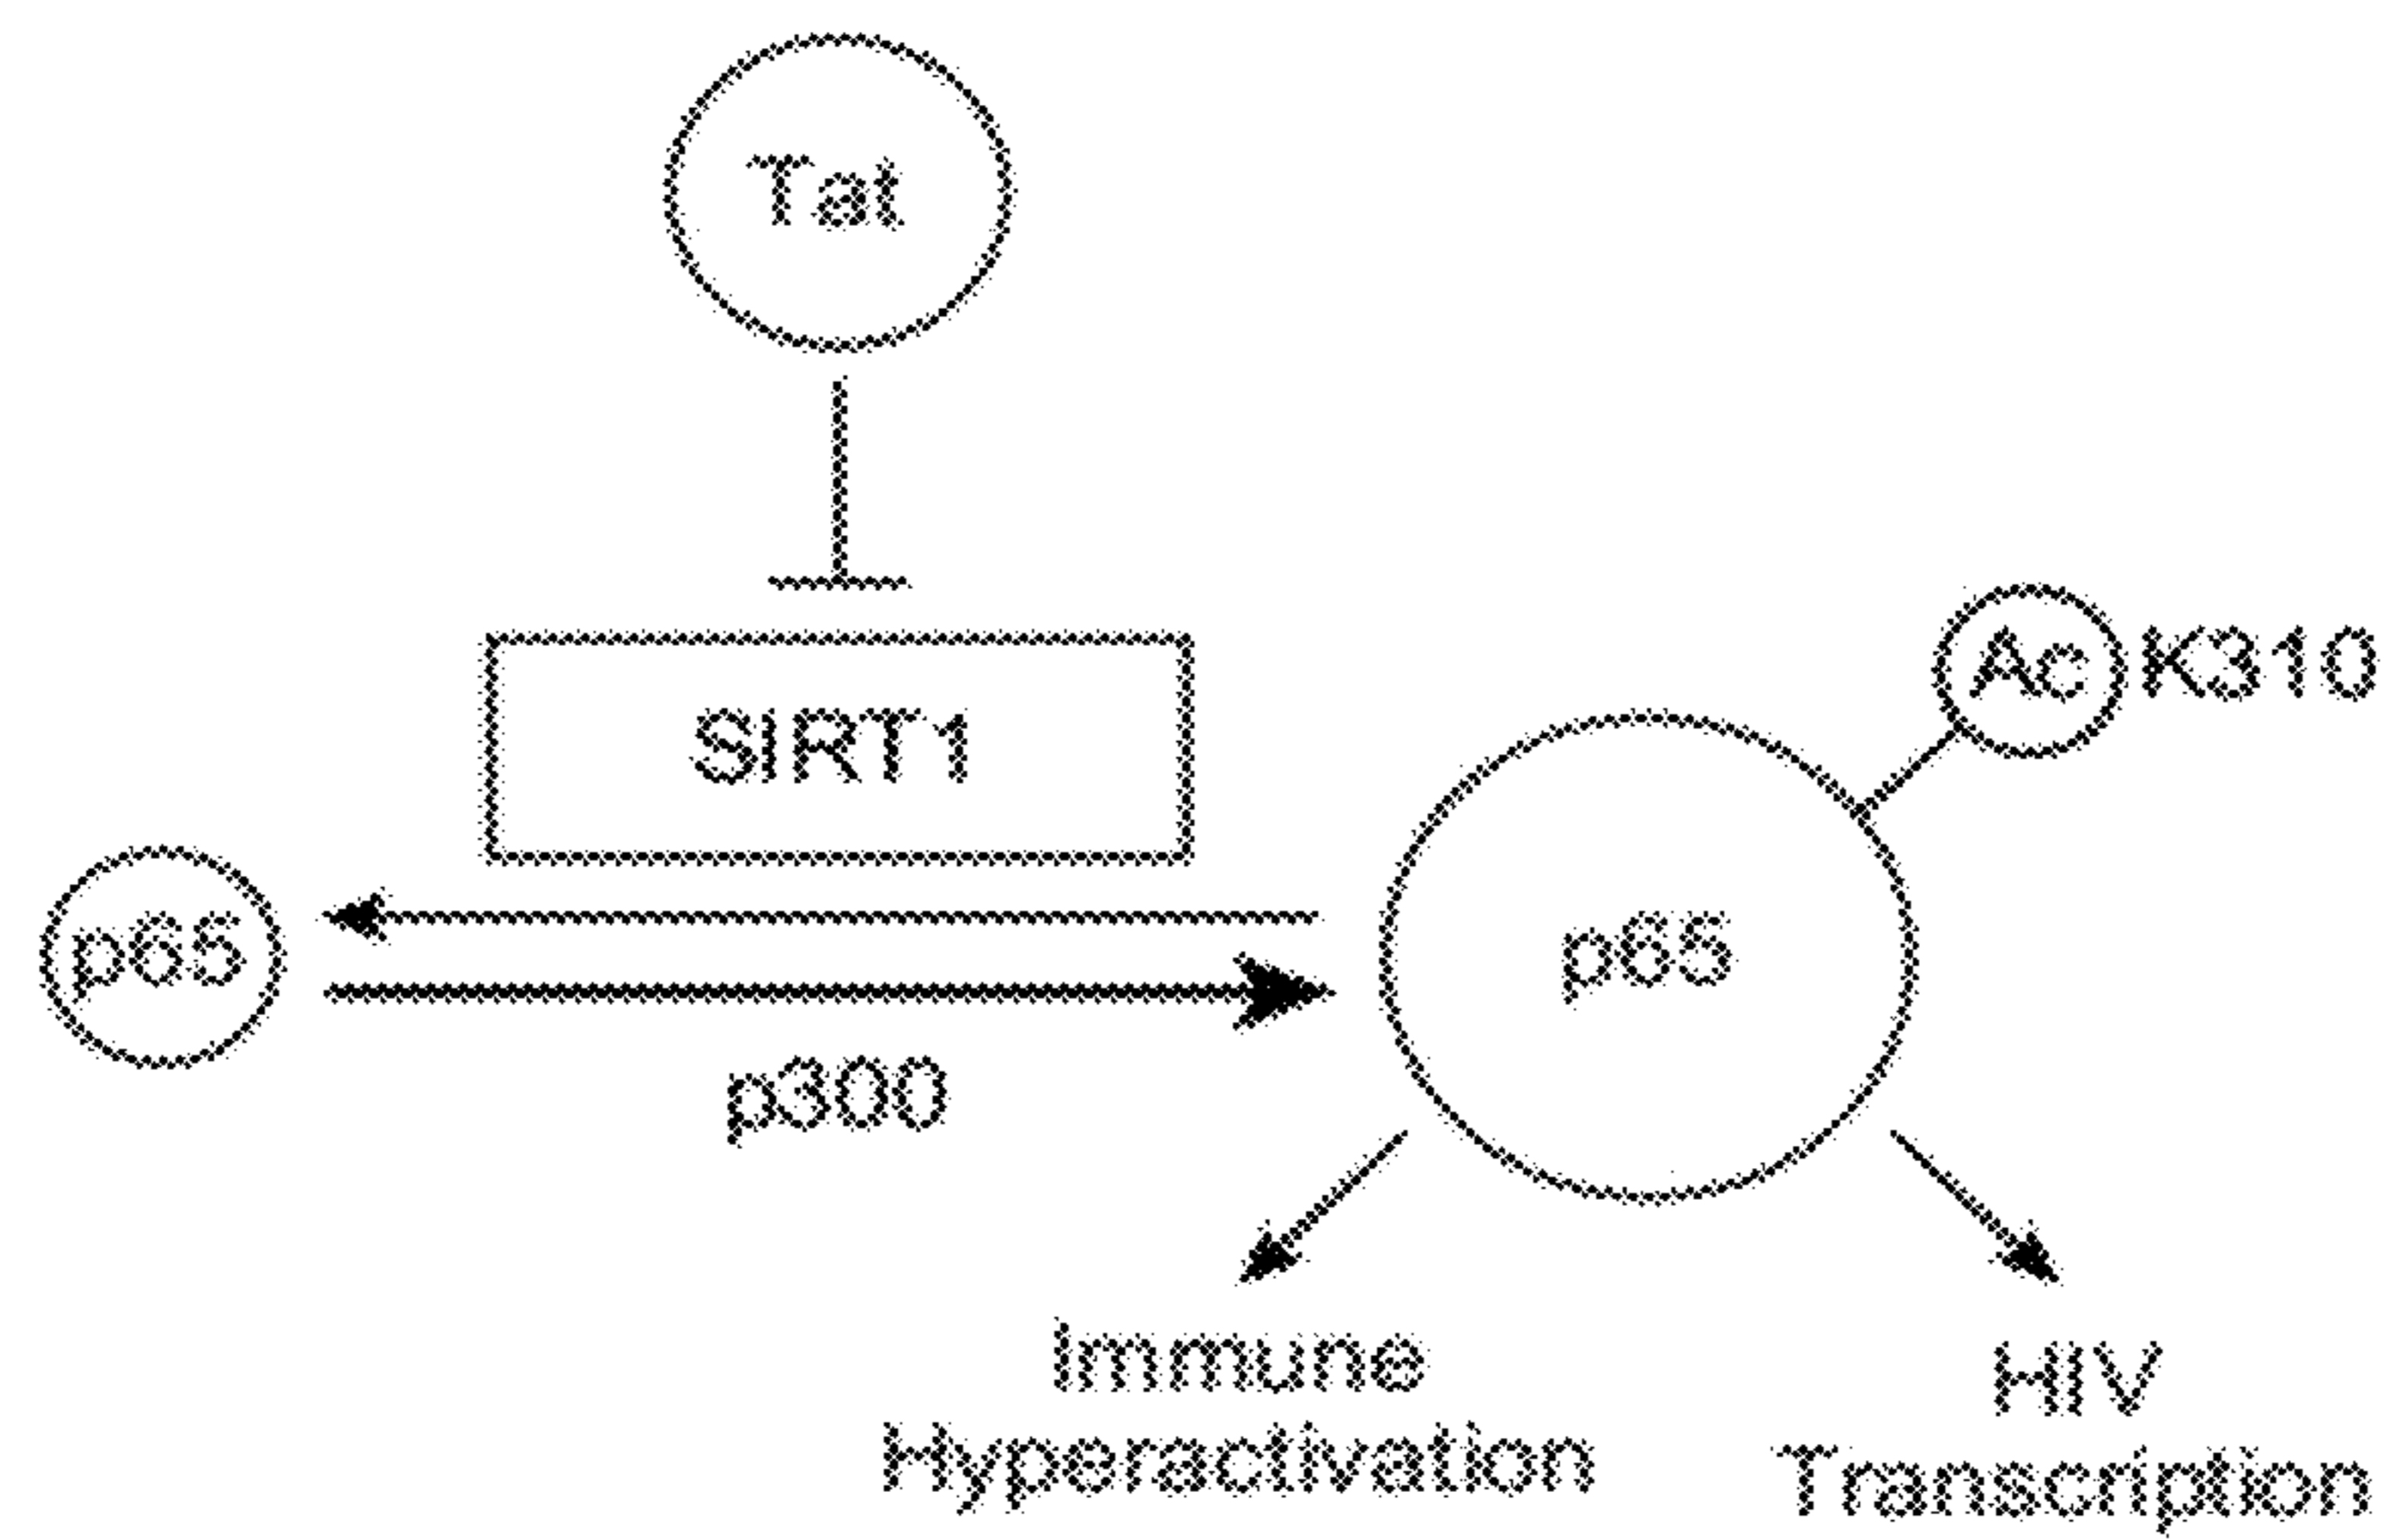 Tat
SIRT1
Ac K310
p65
p65
p300
Immune
Hyperactivation
HIV
Transcription